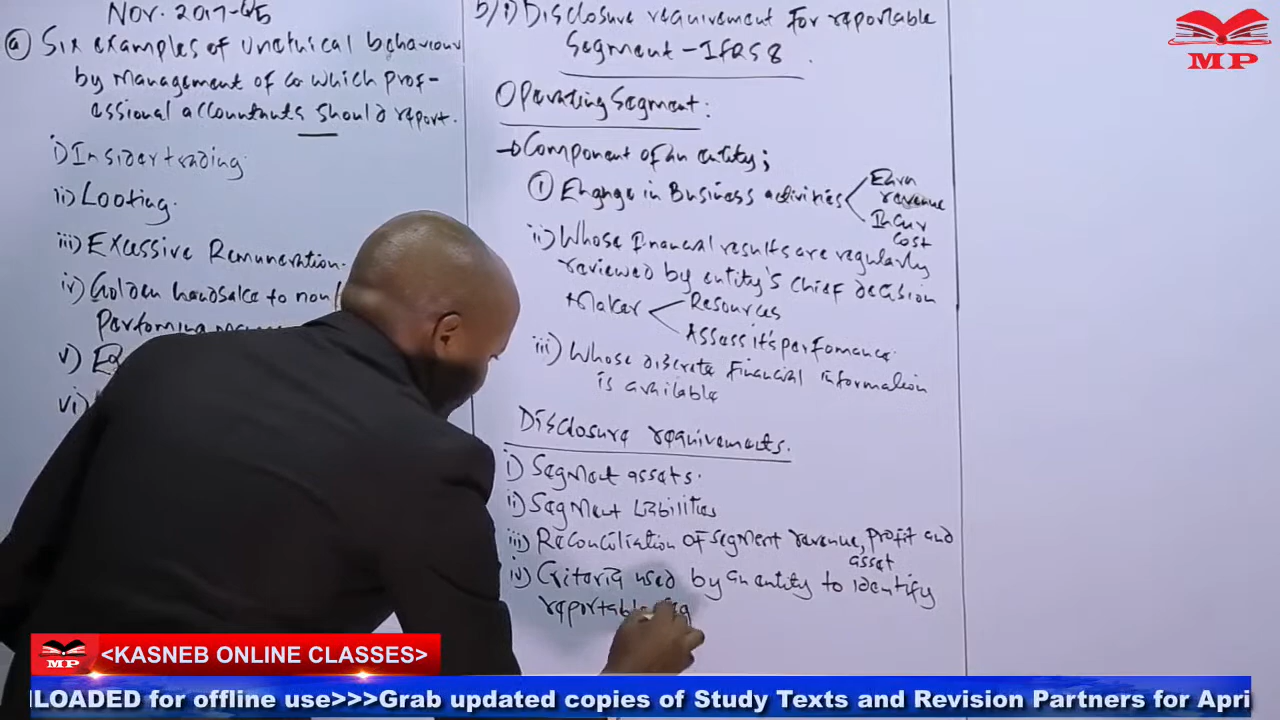 Nov. 2017-Q5
a) Six examples of unethical behaviour
by management of co which prof-
essional accountants should report.
i) Insider trading
ii) Looting.
iii) Excessive Remuneration.
iv) Golden handsake to non
Performing
v)
vi)
b/i) Disclosure requirement for reportable
Segment - IFRS 8.
Operating Segment:
Component of an entity;
① Engage in Business activities
Earn
revenue
Incur
cost
ii) Whose financial results are regularly
reviewed by entity's chief decision
Maker
Resources
Assess it's performance.
iii) Whose discrete financial information
is available
Disclosure requirements.
i) Segment assets.
ii) Segment Liabilities
iii) Reconciliation of segment revenue, profit and
asset
iv) Criteria used by an entity to identify
reportable seg
MP
MP
<KASNEB ONLINE CLASSES>
NLOADED for offline use>>>Grab updated copies of Study Texts and Revision Partners for Apri